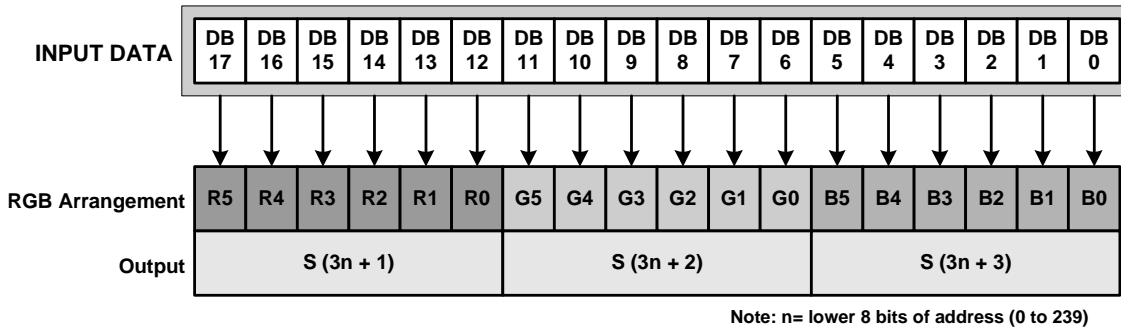 INPUT DATA DB 17 DB 16 DB 15 DB 14 DB 13 DB 12 DB 11 DB 10 DB 9 DB 8 DB 7 DB 6 DB 5 DB 4 DB 3 DB 2 DB 1 DB 0
RGB Arrangement R5 R4 R3 R2 R1 R0 G5 G4 G3 G2 G1 G0 B5 B4 B3 B2 B1 B0
Output S (3n + 1) S (3n + 2) S (3n + 3)
Note: n= lower 8 bits of address (0 to 239)